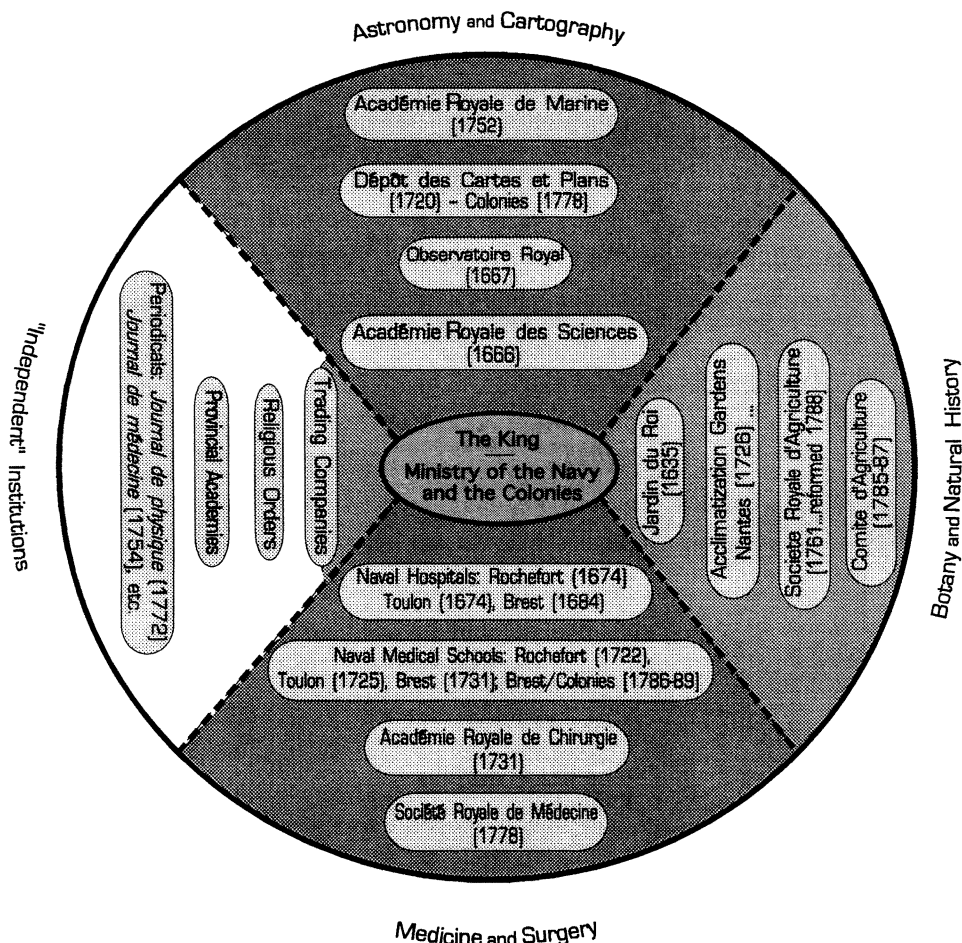 Astronomy and Cartography
Académie Royale de Marine
(1752)
Dépôt des Cartes et Plans
(1720) - Colonies (1778)
Observatoire Royal
(1667)
Académie Royale des Sciences
(1666)
"Independent" Institutions
Periodicals: Journal de physique (1772)
Journal de médecine (1754), etc
Provincial Academies
Religious Orders
Trading Companies
The King
Ministry of the Navy
and the Colonies
Jardin du Roi
(1635)
Acclimatization Gardens
Nantes (1726) ...
Societe Royale d'Agriculture
(1761...reformed 1788)
Comite d'Agriculture
(1785-87)
Botany and Natural History
Naval Hospitals: Rochefort (1674)
Toulon (1674), Brest (1684)
Naval Medical Schools: Rochefort (1722),
Toulon (1725), Brest (1731); Brest/Colonies (1786-89)
Académie Royale de Chirurgie
(1731)
Société Royale de Médecine
(1778)
Medicine and Surgery